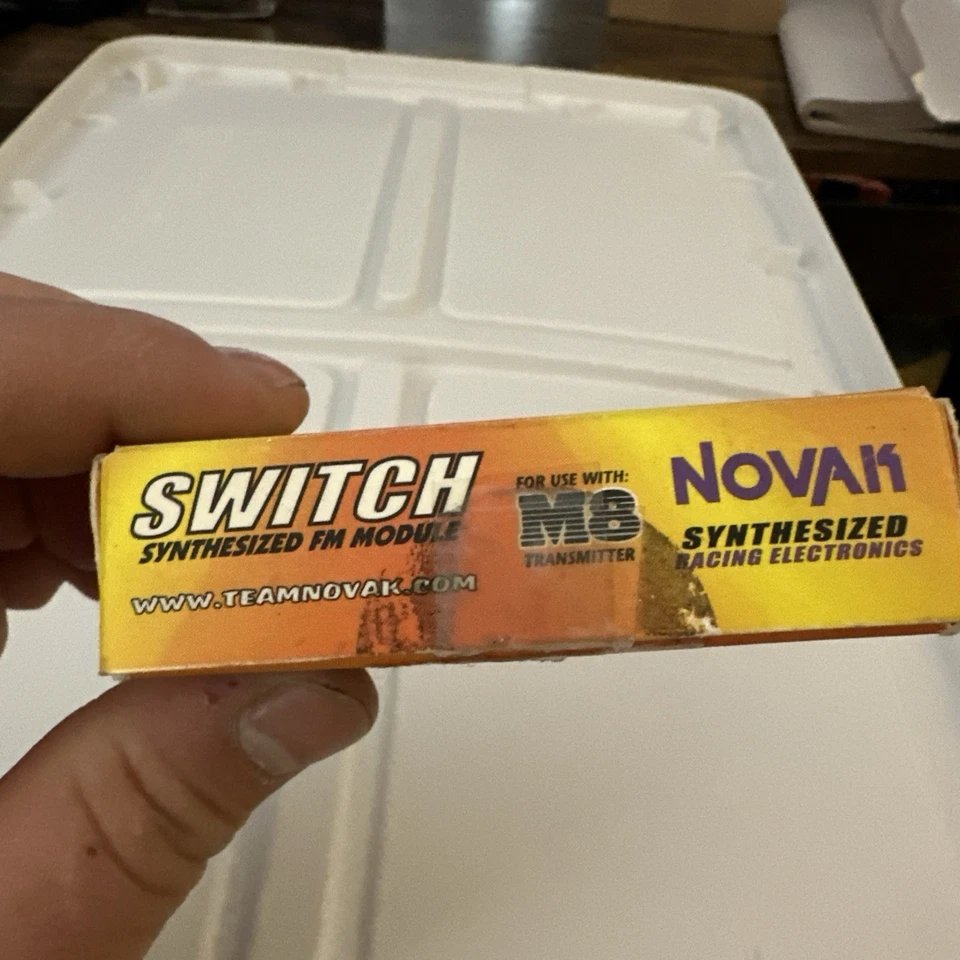 SWITCH
SYNTHESIZED FM MODULE
WWW.TEAMNOVAK.COM
FOR USE WITH:
M8
TRANSMITTER
NOVAK
SYNTHESIZED
RACING ELECTRONICS